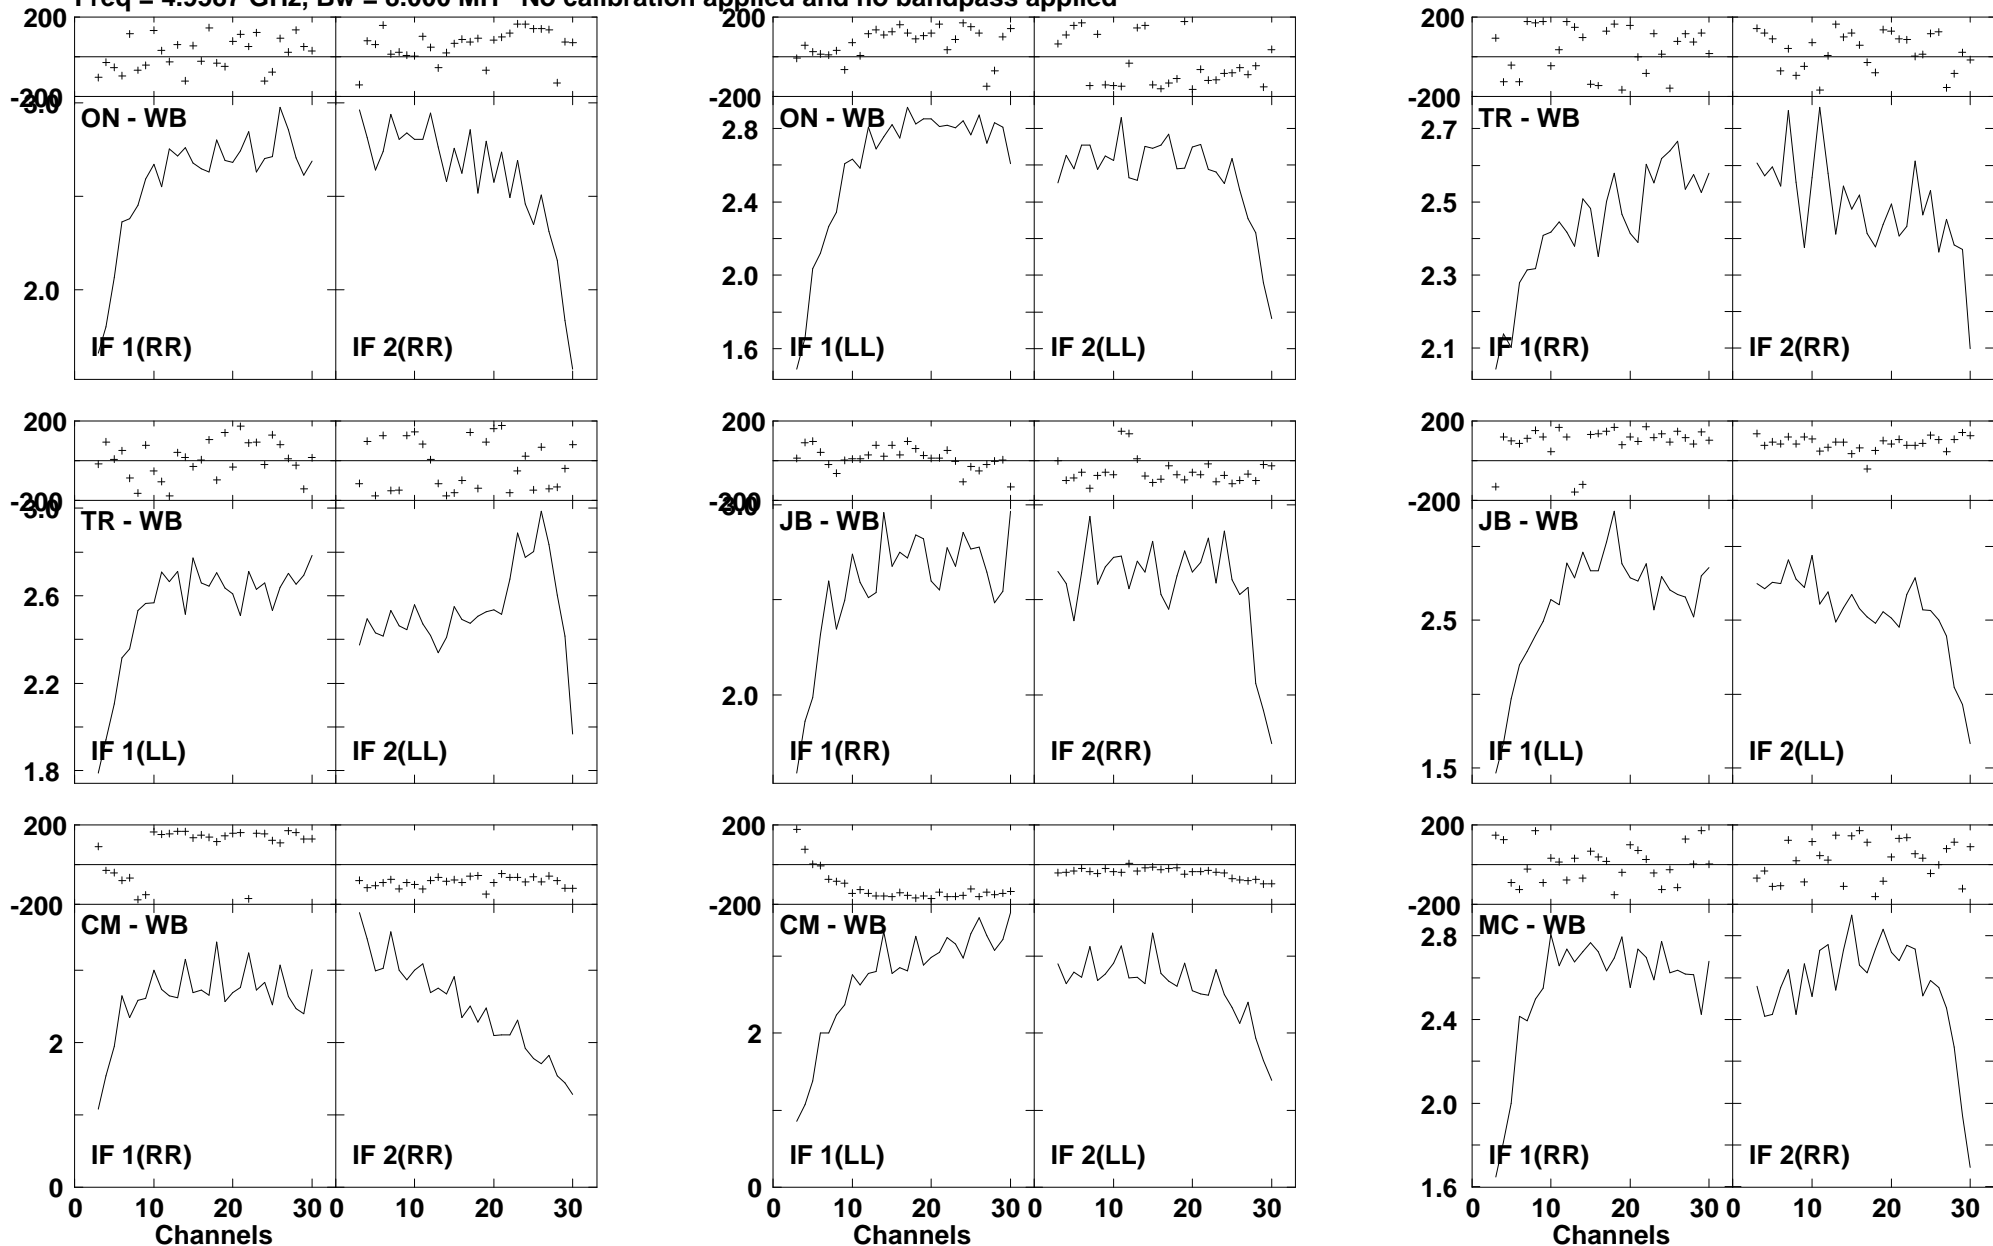 No calibration applied and no bandpass applied
200 200 200
-200 -200 -200
3.0
ON - WB ON - WB TR - WB
2.8 2.7
2.4 2.5
2.0 2.0 2.3
1.6 2.1
IF 1(RR) IF 2(RR) IF 1(LL) IF 2(LL) IF 1(RR) IF 2(RR)
200 200 200
-200 -200 -200
3.0 3.0
TR - WB JB - WB JB - WB
2.6 2.5
2.2 2.0
IF 1(LL) IF 2(LL) IF 1(RR) IF 2(RR) IF 1(LL) IF 2(LL)
1.8 1.5
200 200 200
-200 -200 -200
CM - WB CM - WB MC - WB
2.8
2 2 2.4
2.0
IF 1(RR) IF 2(RR) IF 1(LL) IF 2(LL) IF 1(RR) IF 2(RR)
0 0 1.6
0 10 20 30 0 10 20 30 0 10 20 30 0 10 20 30 0 10 20 30 0 10 20 30
Channels Channels Channels